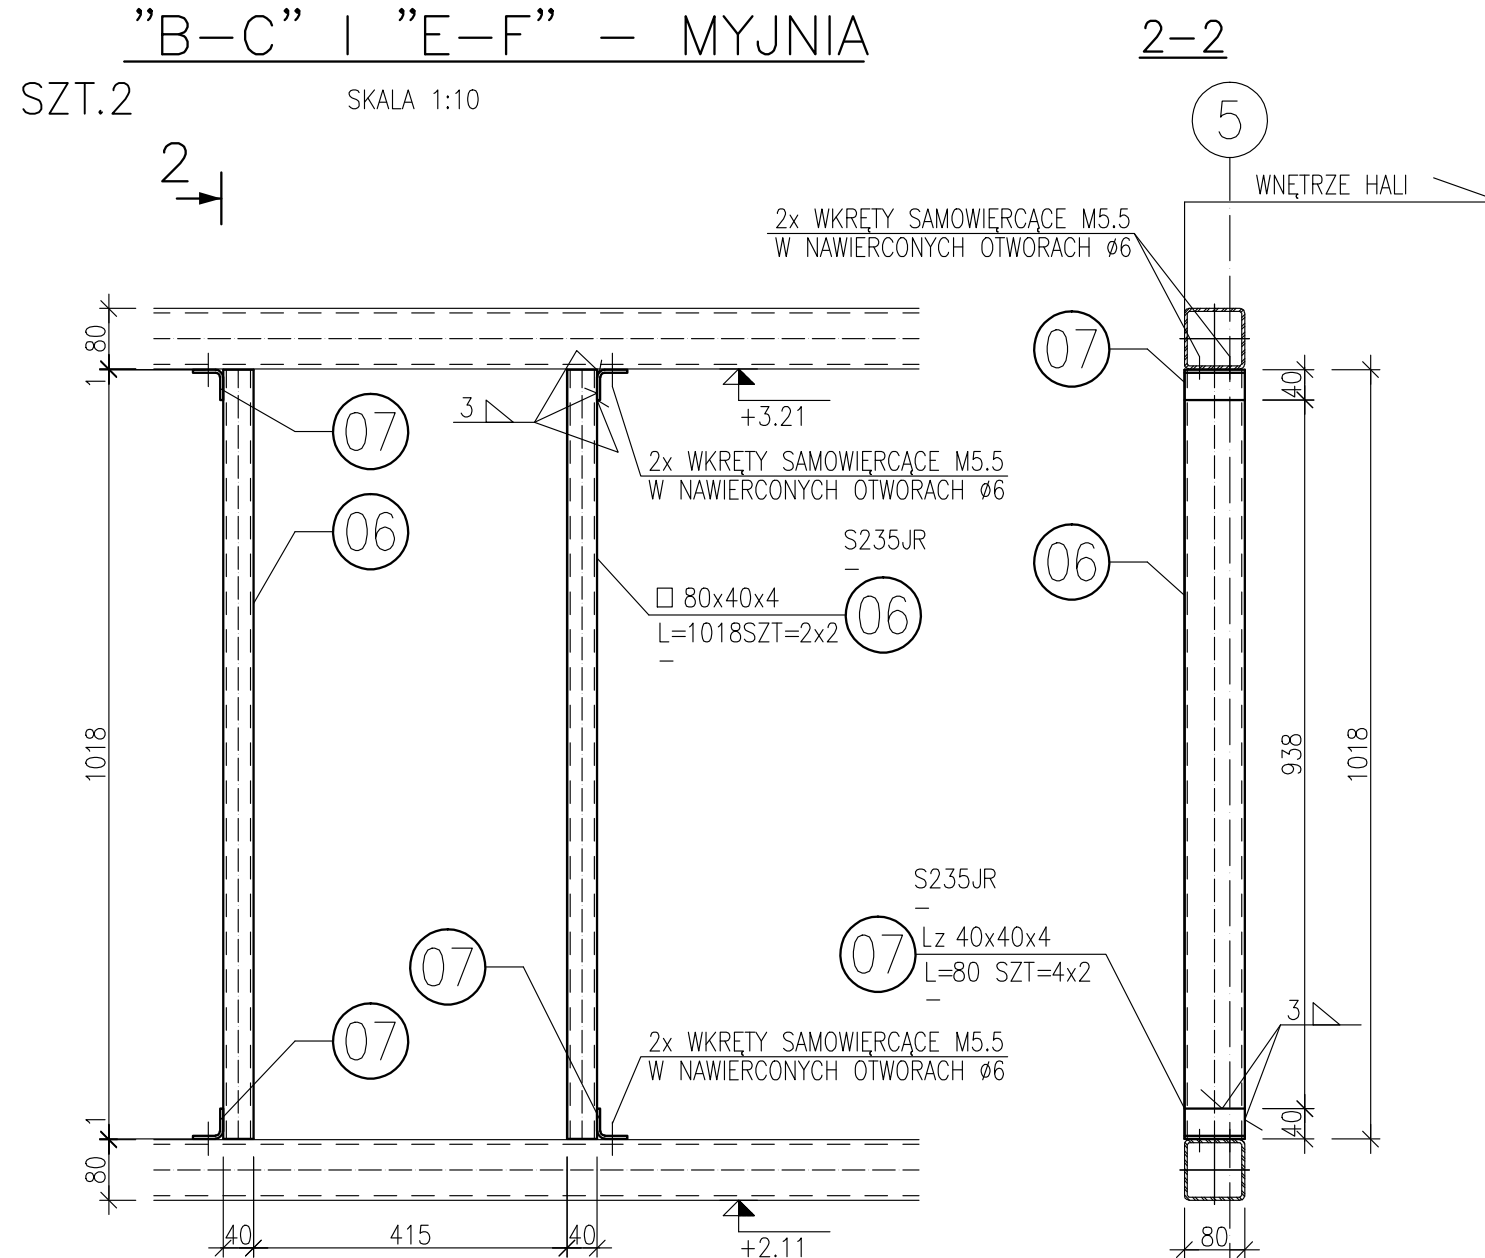 ”B–C” I ”E–F” – MYJNIA
2–2
SZT.2
SKALA 1:10
5
2
WNĘTRZE HALI
2x WKRĘTY SAMOWIERCĄCE M5.5
W NAWIERCONYCH OTWORACH ø6
80
1
07
40
07
3
+3.21
2x WKRĘTY SAMOWIERCĄCE M5.5
W NAWIERCONYCH OTWORACH ø6
06
S235JR
–
06
□ 80x40x4
L=1018SZT=2x2
–
06
1018
938
1018
S235JR
–
07
07
Lz 40x40x4
L=80 SZT=4x2
–
3
07
2x WKRĘTY SAMOWIERCĄCE M5.5
W NAWIERCONYCH OTWORACH ø6
1
40
80
40
415
40
+2.11
80